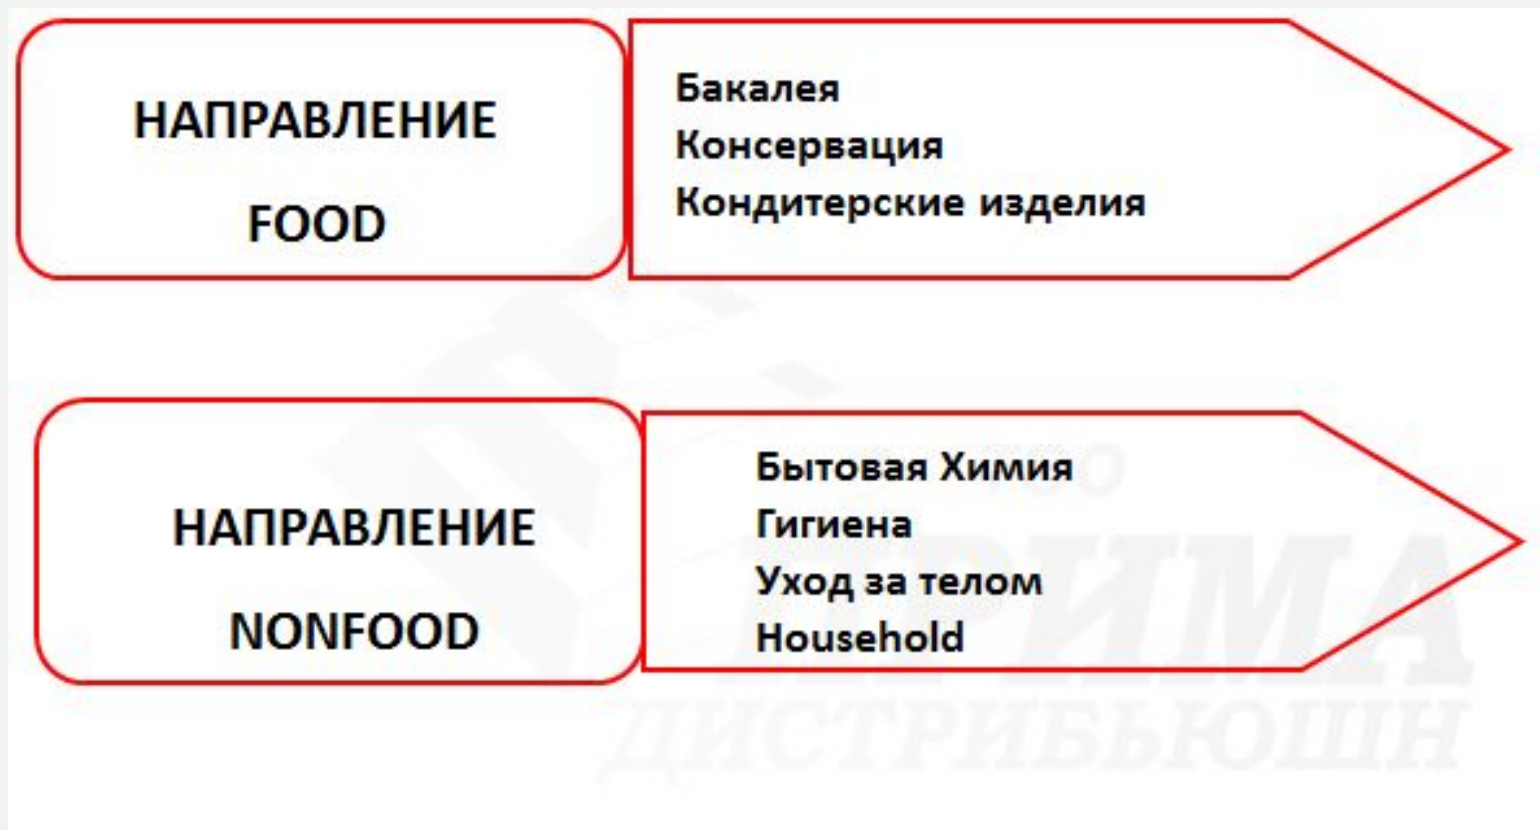 НАПРАВЛЕНИЕ
FOOD
Бакалея
Консервация
Кондитерские изделия
НАПРАВЛЕНИЕ
NONFOOD
Бытовая Химия
Гигиена
Уход за телом
Household
ПРИМА
ДИСТРИБЬЮШН